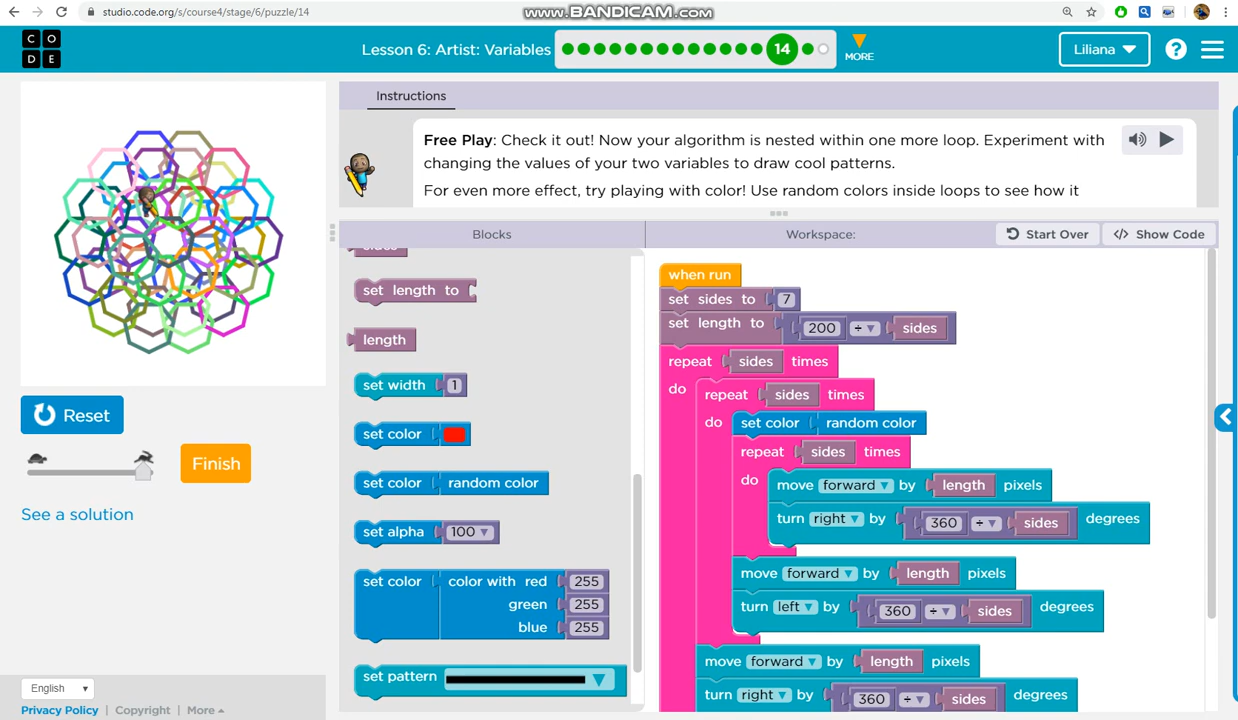 studio.code.org/s/course4/stage/6/puzzle/14
www.BANDICAM.com
C O
D E
Lesson 6: Artist: Variables
14
MORE
Liliana
?
Instructions
Free Play: Check it out! Now your algorithm is nested within one more loop. Experiment with
changing the values of your two variables to draw cool patterns.
For even more effect, try playing with color! Use random colors inside loops to see how it
Blocks
Workspace:
Start Over
</> Show Code
set length to
length
set width 1
set color
set color random color
set alpha 100
set color color with red 255
green 255
blue 255
set pattern
when run
set sides to 7
set length to 200 ÷ sides
repeat sides times
do repeat sides times
do set color random color
repeat sides times
do move forward by length pixels
turn right by 360 ÷ sides degrees
move forward by length pixels
turn left by 360 ÷ sides degrees
move forward by length pixels
turn right by 360 ÷ sides degrees
Reset
Finish
See a solution
English
Privacy Policy | Copyright | More